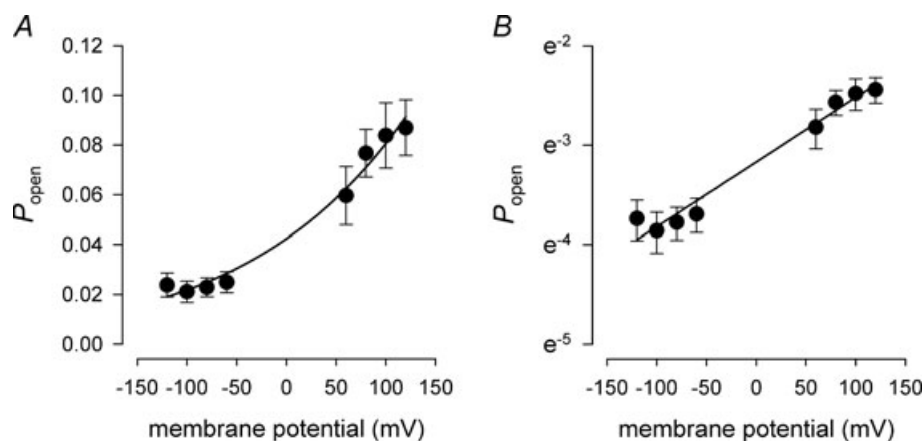 A
0.12
0.10
0.08
0.06
0.04
0.02
0.00
P_open
-150 -100 -50 0 50 100 150
membrane potential (mV)
B
e^-2
e^-3
e^-4
e^-5
P_open
-150 -100 -50 0 50 100 150
membrane potential (mV)